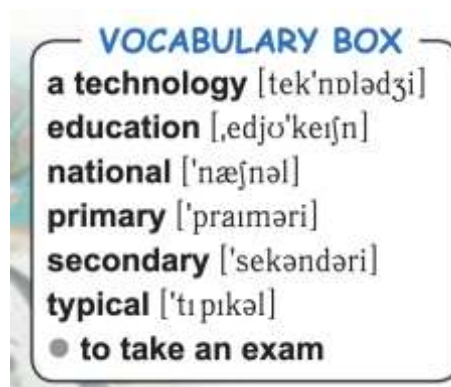 VOCABULARY BOX
a technology [tek'nɒlədʒi]
education [ˌedjʊ'keɪʃn]
national ['næʃnəl]
primary ['praɪməri]
secondary ['sekəndəri]
typical ['tɪpɪkəl]
● to take an exam